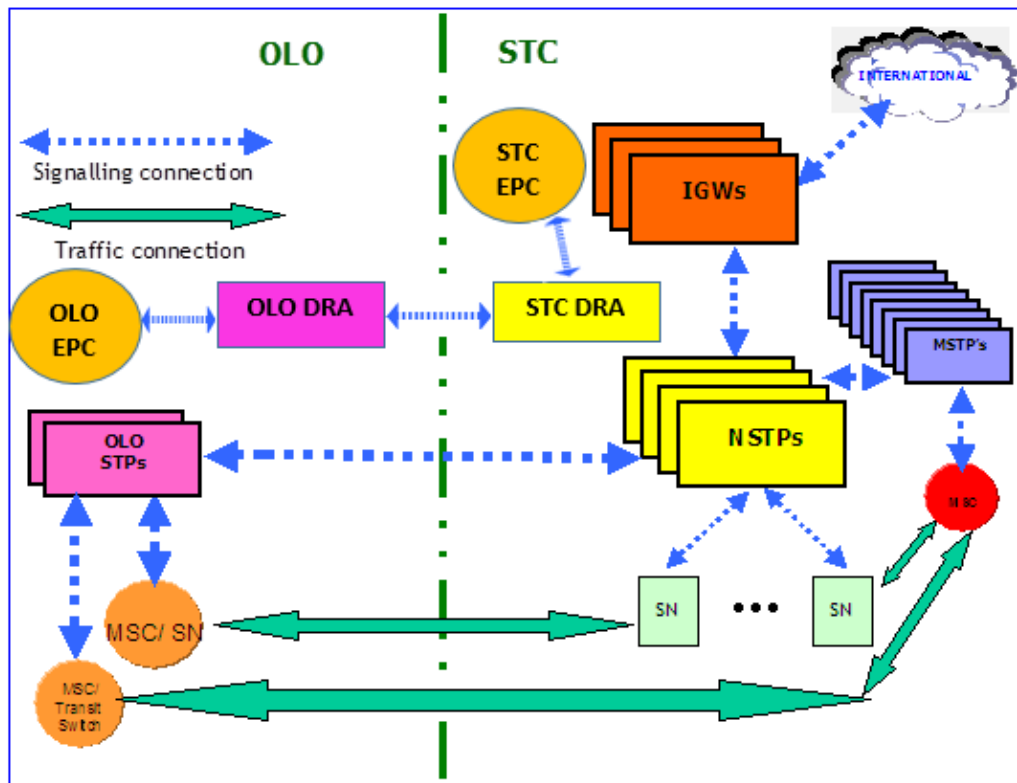 OLO
STC
INTERNATIONAL
Signalling connection
Traffic connection
STC
EPC
IGWs
OLO
EPC
OLO DRA
STC DRA
MSTP's
OLO
STPs
NSTPs
MSC/ SN
SN
•••
SN
MSC/
Transit
Switch